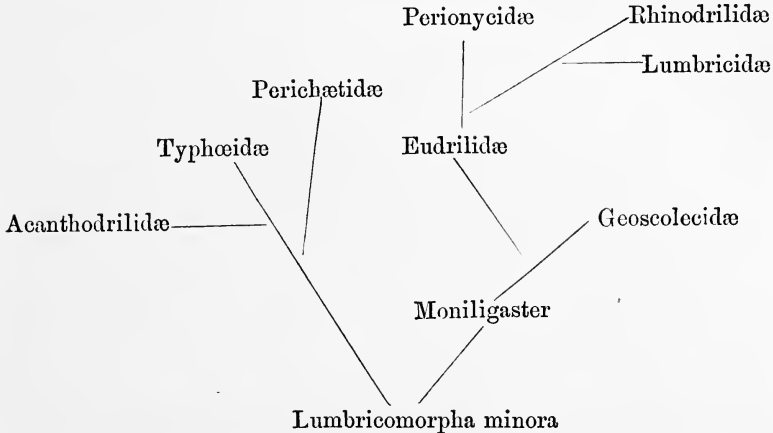 Perionycidæ
Rhinodrilidæ
Lumbricidæ
Perichætidæ
Typhœidæ
Eudrilidæ
Acanthodrilidæ
Geoscolecidæ
Moniligaster
Lumbricomorpha minora